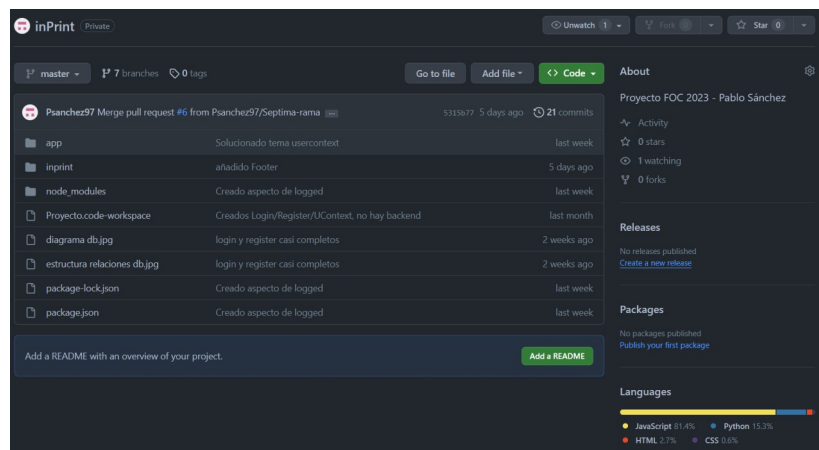 inPrint Private
Unwatch 1
Fork 0
Star 0
master
7 branches
0 tags
Go to file
Add file
<> Code
Psanchez97 Merge pull request #6 from Psanchez97/Septima-rama ...
5315b77 5 days ago
21 commits
app Solucionado tema usercontext last week
inprint añadido Footer 5 days ago
node_modules Creado aspecto de logged last week
Proyecto.code-workspace Creados Login/Register/UContext, no hay backend last month
diagrama db.jpg login y register casi completos 2 weeks ago
estructura relaciones db.jpg login y register casi completos 2 weeks ago
package-lock.json Creado aspecto de logged last week
package.json Creado aspecto de logged last week
Add a README with an overview of your project.
Add a README
About
Proyecto FOC 2023 - Pablo Sánchez
Activity
0 stars
1 watching
0 forks
Releases
No releases published
Create a new release
Packages
No packages published
Publish your first package
Languages
JavaScript 81.4% Python 15.3%
HTML 2.7% CSS 0.6%